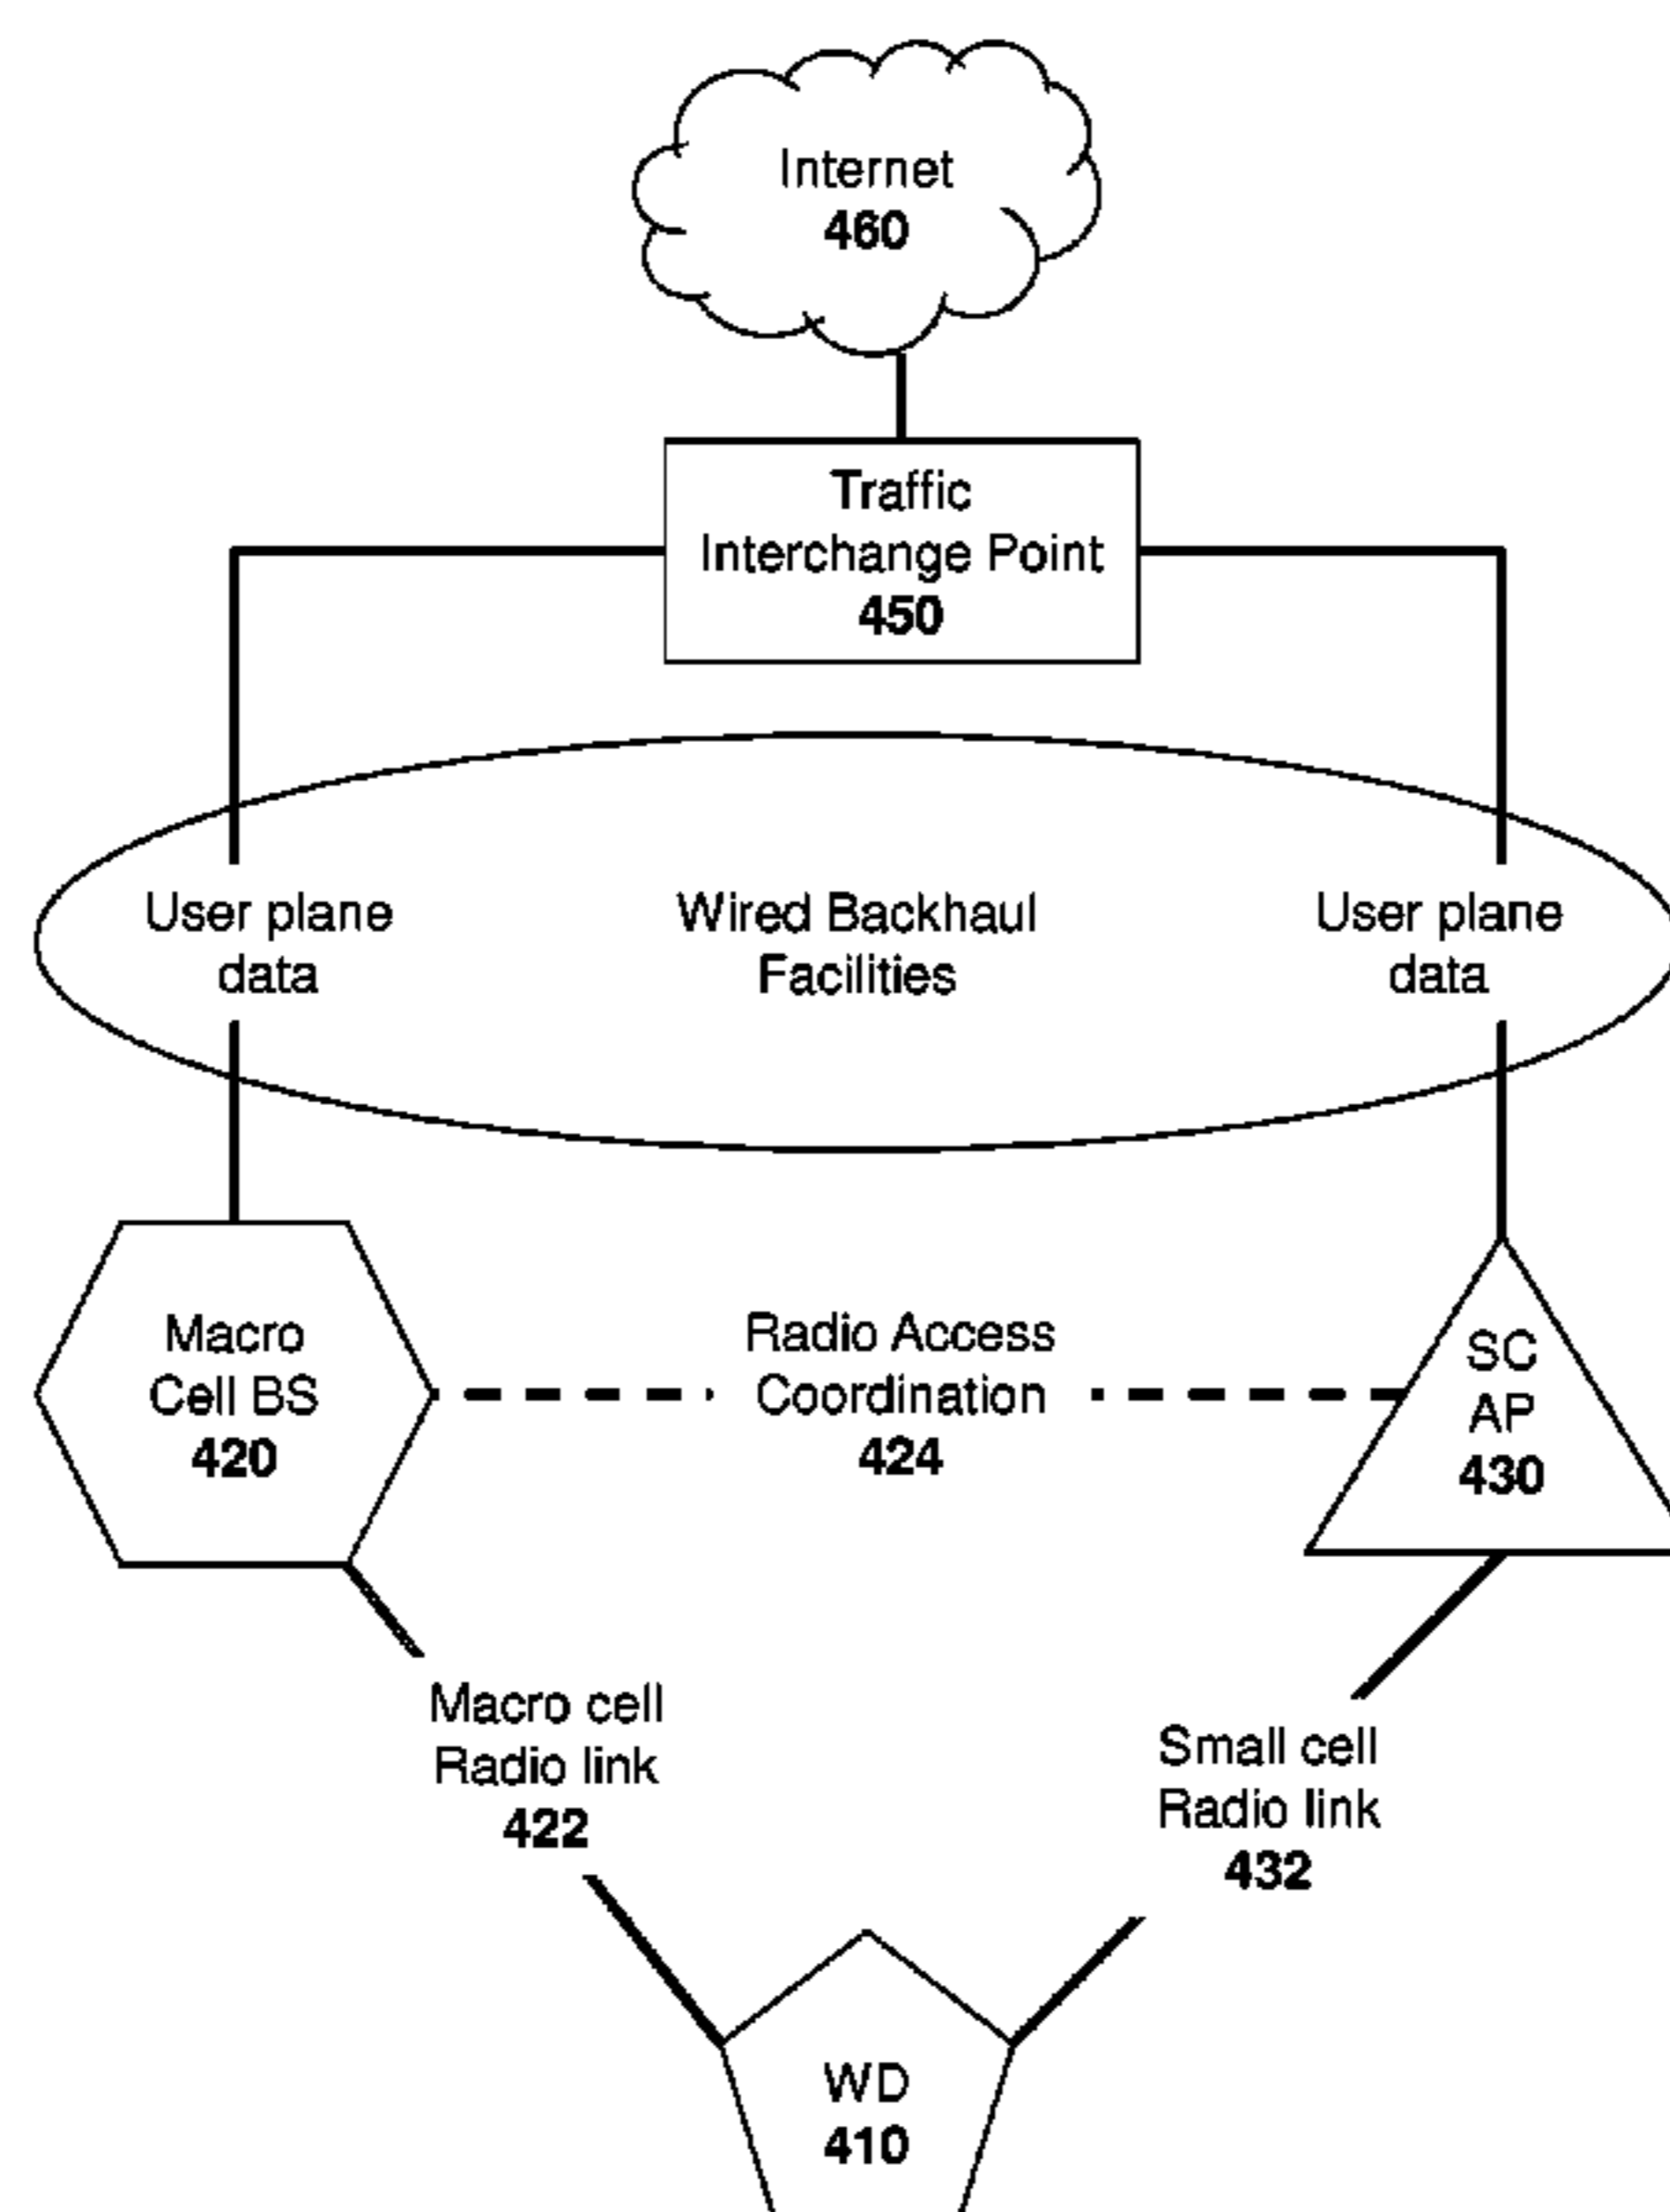 Internet
460
Traffic
Interchange Point
450
User plane
data
Wired Backhaul
Facilities
User plane
data
Macro
Cell BS
420
Radio Access
Coordination
424
SC
AP
430
Macro cell
Radio link
422
Small cell
Radio link
432
WD
410